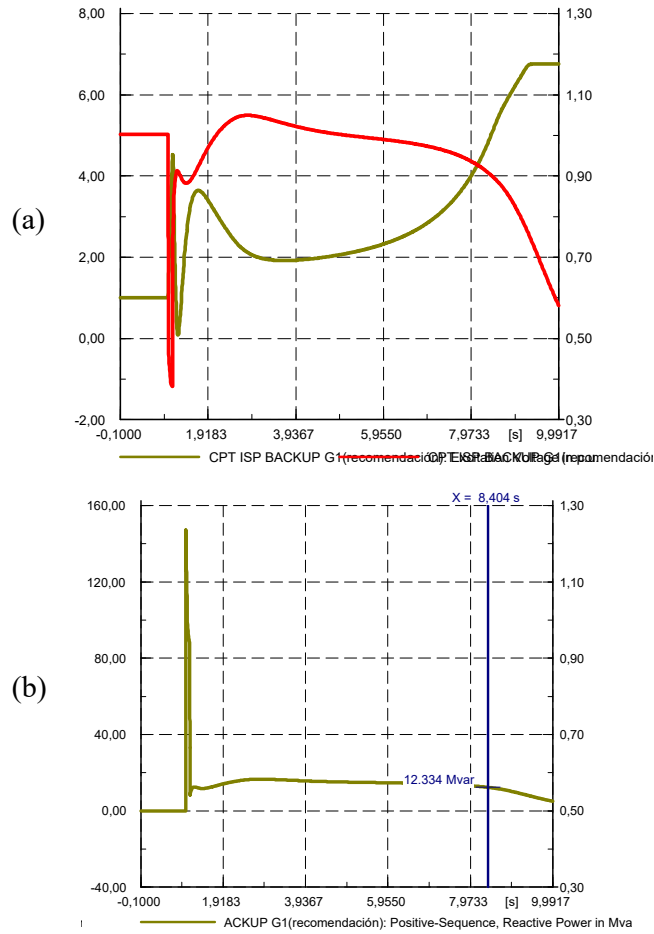 8,00 1,30
6,00 1,10
(a) 4,00 0,90
2,00 0,70
0,00 0,50
-2,00 0,30
-0,1000 1,9183 3,9367 5,9550 7,9733 [s] 9,9917
CPT ISP BACKUP G1(recomendación):
X = 8,404 s
160,00 1,30
120,00 1,10
(b) 80,00 0,90
40,00 0,70
12.334 Mvar
0,00 0,50
-40,00 0,30
-0,1000 1,9183 3,9367 5,9550 7,9733 [s] 9,9917
ACKUP G1(recomendación): Positive-Sequence, Reactive Power in Mva